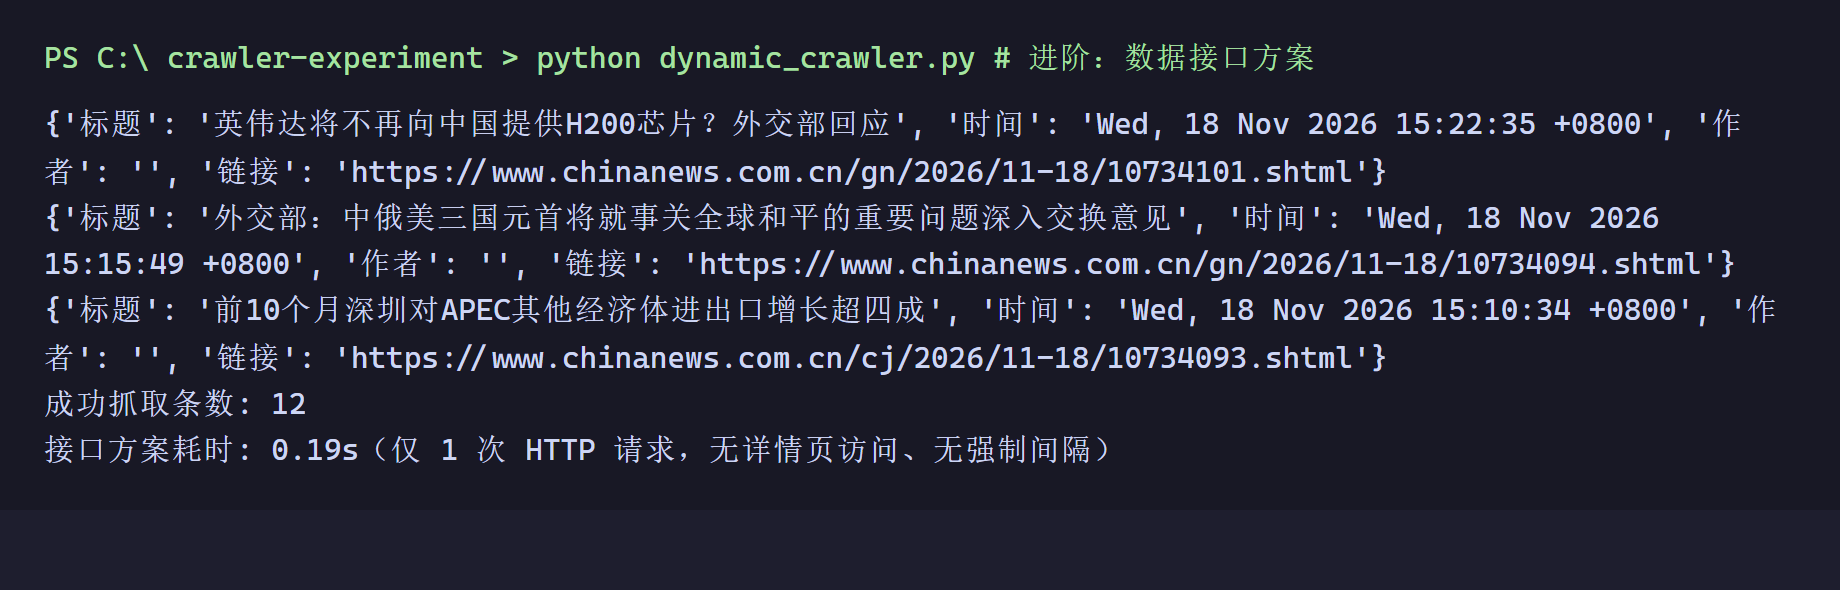 PS C:\ crawler-experiment > python dynamic_crawler.py # 进阶：数据接口方案
{'标题': '英伟达将不再向中国提供H200芯片？外交部回应', '时间': 'Wed, 18 Nov 2026 15:22:35 +0800', '作
者': '', '链接': 'https://www.chinanews.com.cn/gn/2026/11-18/10734101.shtml'}
{'标题': '外交部：中俄美三国元首将就事关全球和平的重要问题深入交换意见', '时间': 'Wed, 18 Nov 2026
15:15:49 +0800', '作者': '', '链接': 'https://www.chinanews.com.cn/gn/2026/11-18/10734094.shtml'}
{'标题': '前10个月深圳对APEC其他经济体进出口增长超四成', '时间': 'Wed, 18 Nov 2026 15:10:34 +0800', '作
者': '', '链接': 'https://www.chinanews.com.cn/cj/2026/11-18/10734093.shtml'}
成功抓取条数: 12
接口方案耗时: 0.19s（仅 1 次 HTTP 请求，无详情页访问、无强制间隔）